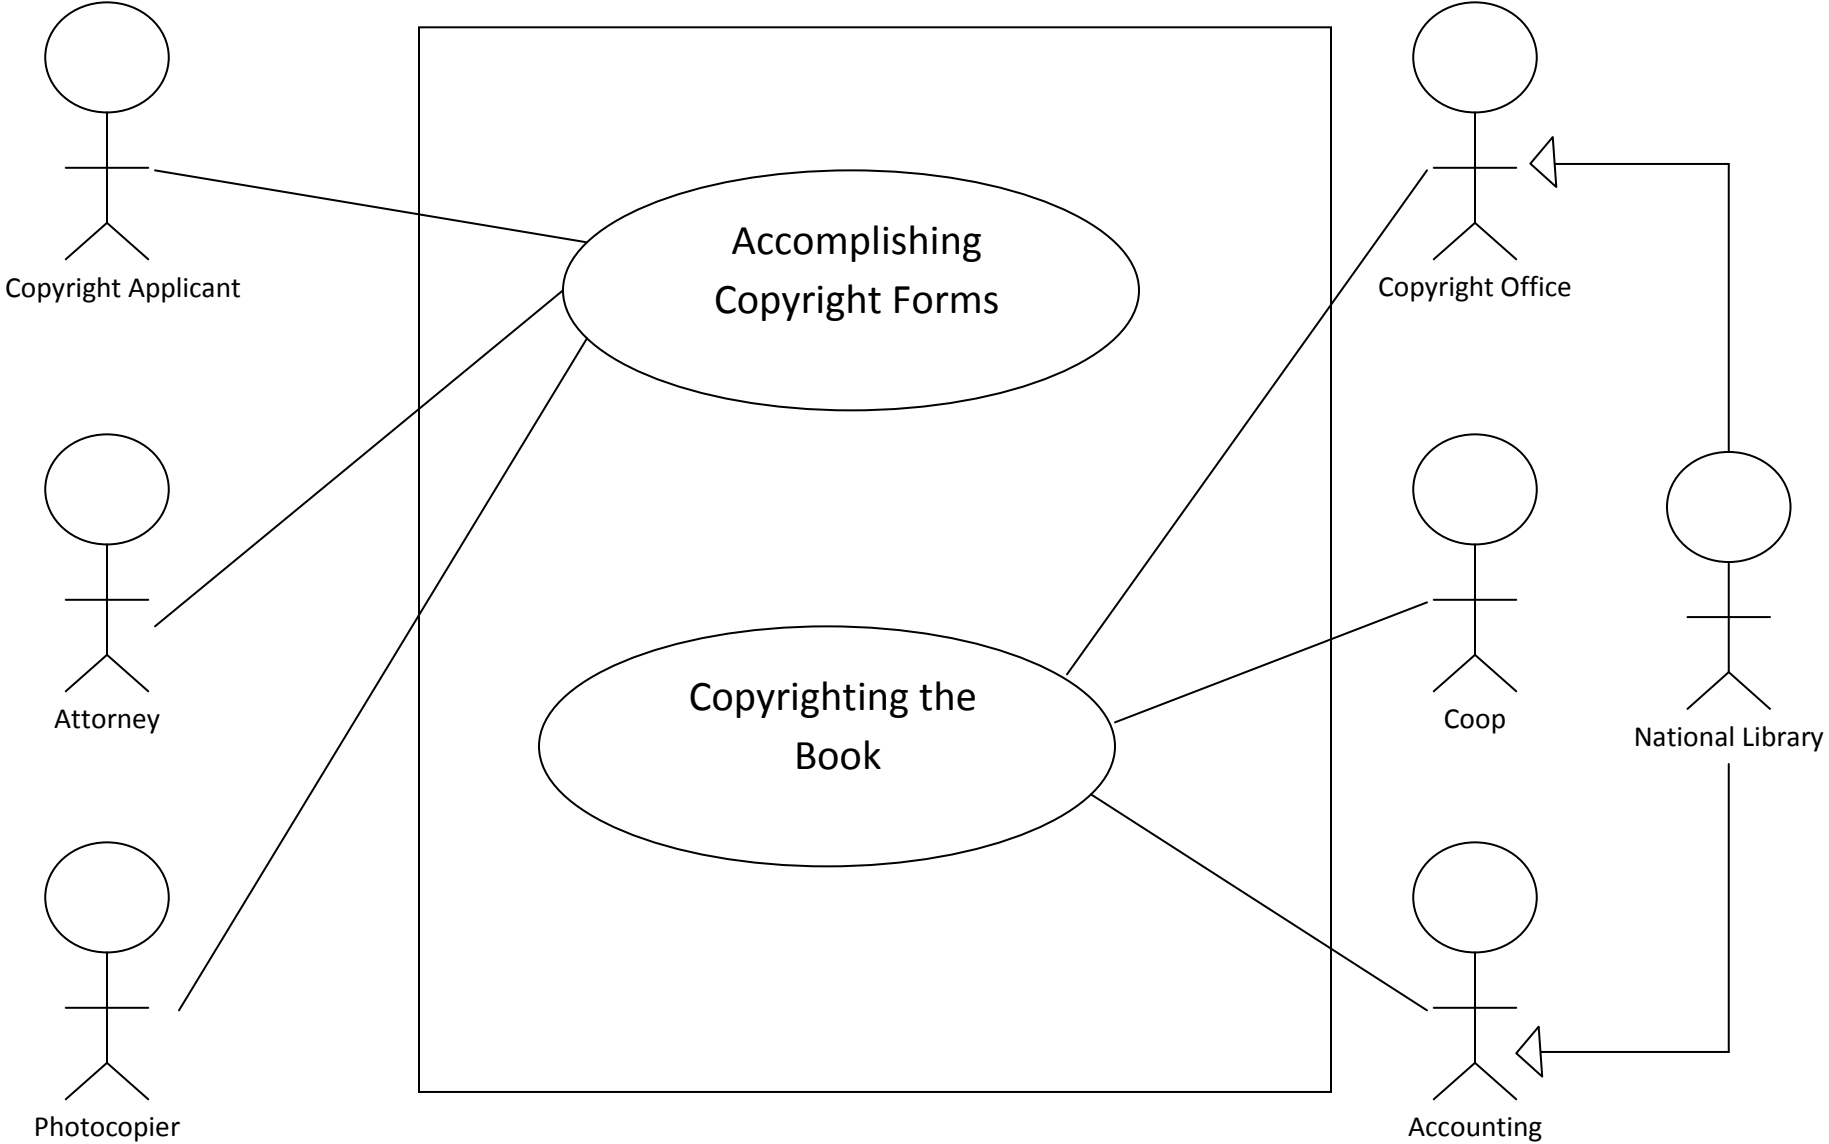 Accomplishing
Copyright Forms
Copyright Applicant
Copyright Office
Copyrighting the
Book
Attorney
Coop
National Library
Photocopier
Accounting